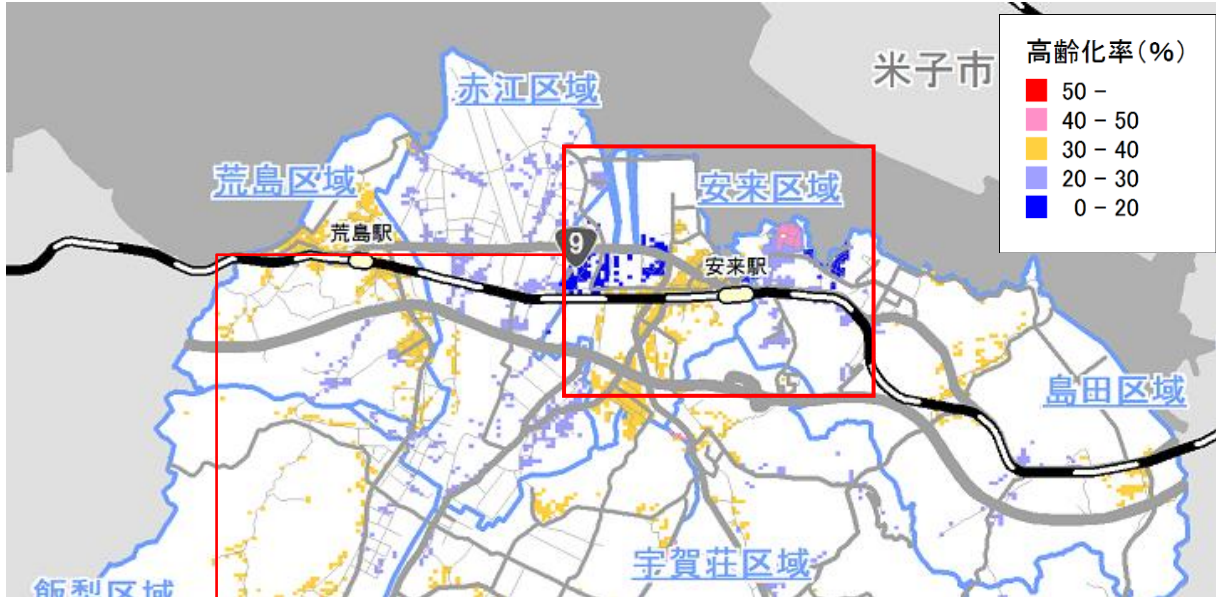 高齢化率(%)
50 -
40 - 50
30 - 40
20 - 30
0 - 20
米子市
赤江区域
荒島区域
安来区域
荒島駅
9
安来駅
島田区域
宇賀荘区域
飯梨区域